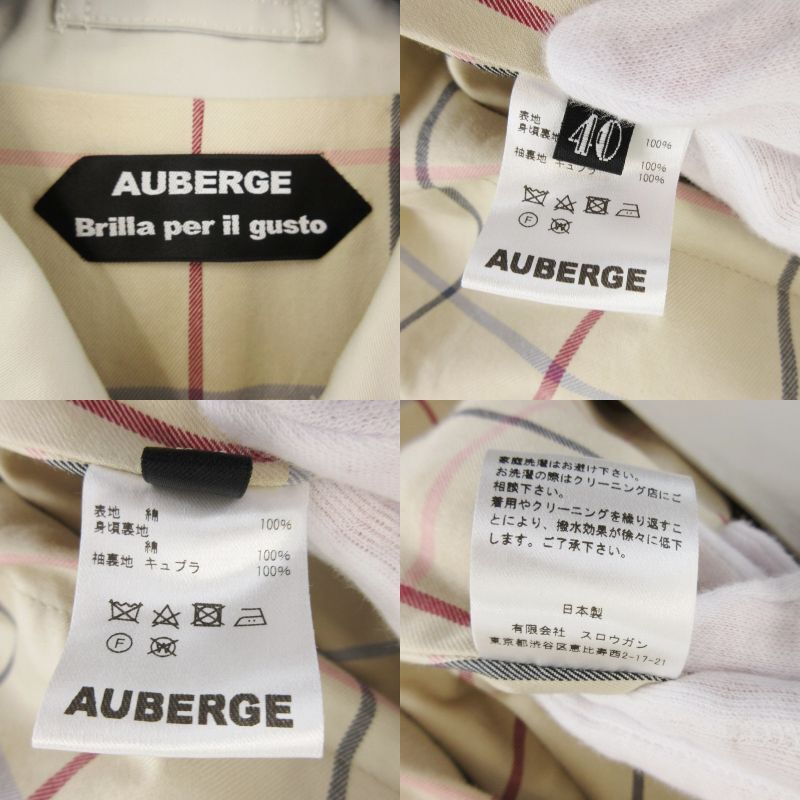 AUBERGE
Brilla per il gusto
表地
身頃裏地
40
100%
袖裏地 キュプラ
100%
100%
F
W
AUBERGE
表地 綿
身頃裏地
100%
綿
100%
袖裏地 キュプラ
100%
F
W
AUBERGE
家庭洗濯はお避け下さい。
お洗濯の際はクリーニング店にご
相談下さい。
着用やクリーニングを繰り返すこ
とにより、撥水効果が徐々に低下
します。ご了承下さい。
日本製
有限会社 スロウガン
東京都渋谷区恵比寿西2-17-21